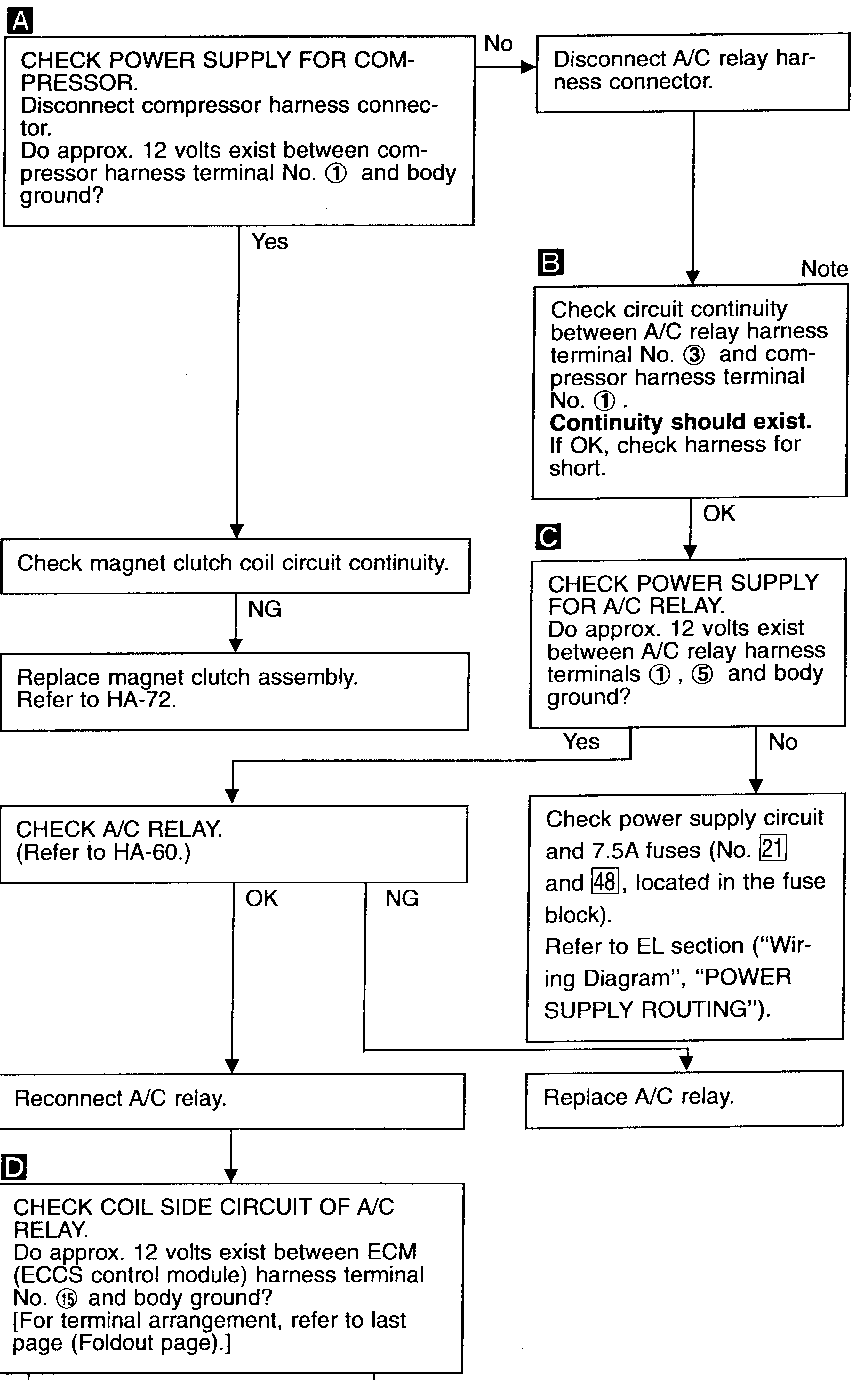 A
CHECK POWER SUPPLY FOR COM-
PRESSOR.
Disconnect compressor harness connec-
tor.
Do approx. 12 volts exist between com-
pressor harness terminal No. ① and body
ground?
No
Disconnect A/C relay har-
ness connector.
Yes
B
Note
Check circuit continuity
between A/C relay harness
terminal No. ③ and com-
pressor harness terminal
No. ① .
Continuity should exist.
If OK, check harness for
short.
OK
Check magnet clutch coil circuit continuity.
NG
Replace magnet clutch assembly.
Refer to HA-72.
C
CHECK POWER SUPPLY
FOR A/C RELAY.
Do approx. 12 volts exist
between A/C relay harness
terminals ① , ⑤ and body
ground?
Yes
No
CHECK A/C RELAY.
(Refer to HA-60.)
OK
NG
Check power supply circuit
and 7.5A fuses (No. 21
and 48, located in the fuse
block).
Refer to EL section (“Wir-
ing Diagram”, “POWER
SUPPLY ROUTING”).
Reconnect A/C relay.
Replace A/C relay.
D
CHECK COIL SIDE CIRCUIT OF A/C
RELAY.
Do approx. 12 volts exist between ECM
(ECCS control module) harness terminal
No. ⑮ and body ground?
[For terminal arrangement, refer to last
page (Foldout page).]